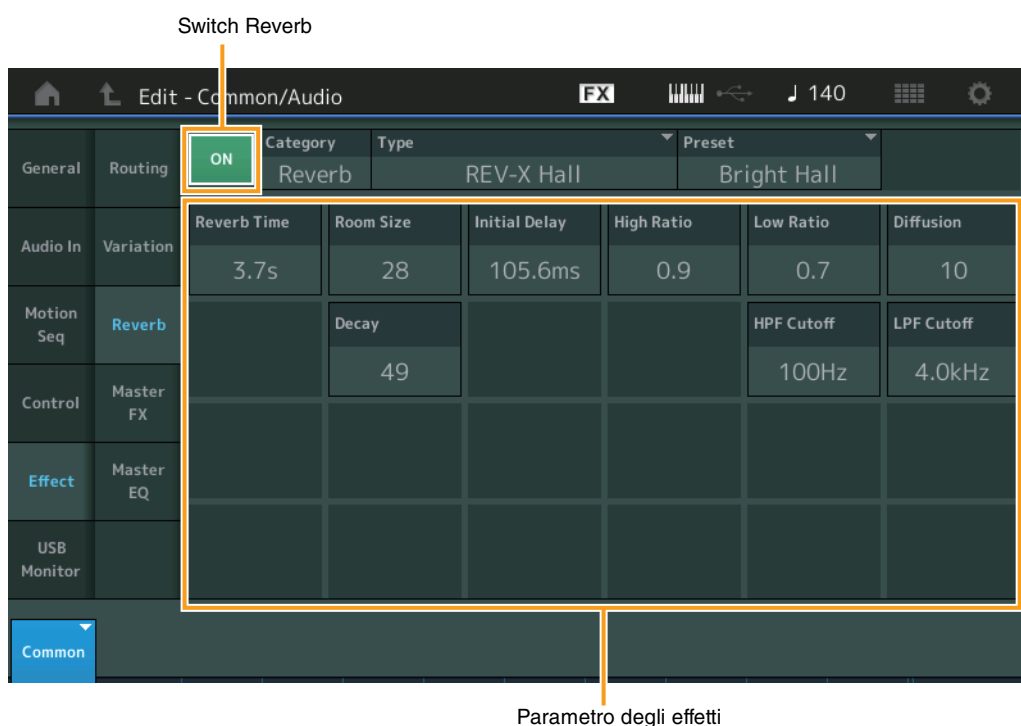 Switch Reverb
Edit - Common/Audio
FX
140
General
Routing
ON
Category
Reverb
Type
REV-X Hall
Preset
Bright Hall
Audio In
Variation
Reverb Time
3.7s
Room Size
28
Initial Delay
105.6ms
High Ratio
0.9
Low Ratio
0.7
Diffusion
10
Motion
Seq
Reverb
Decay
49
HPF Cutoff
100Hz
LPF Cutoff
4.0kHz
Control
Master
FX
Effect
Master
EQ
USB
Monitor
Common
Parametro degli effetti